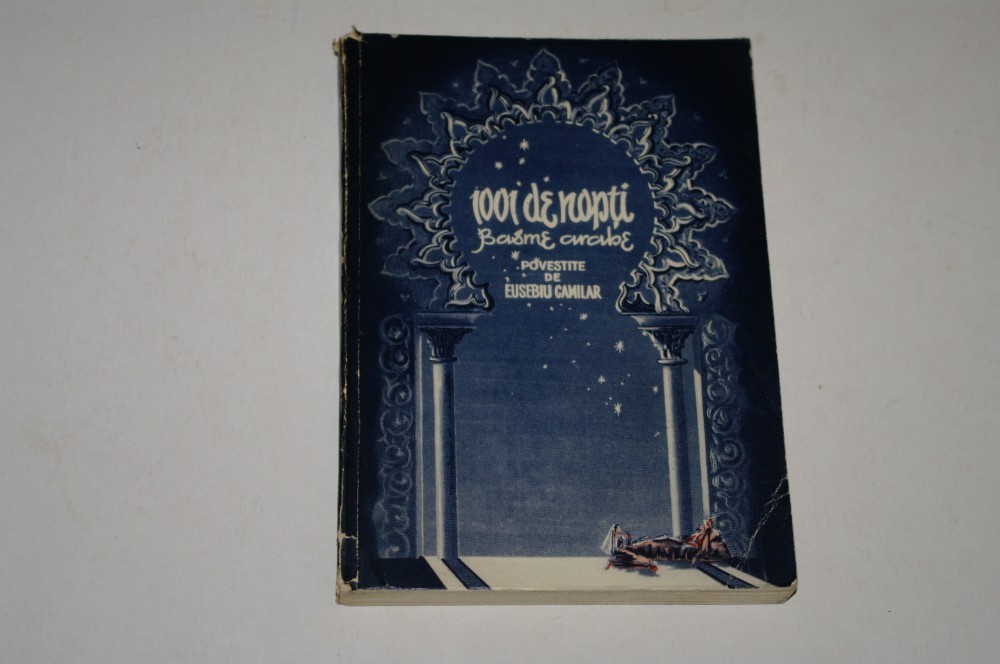 1001 de nopți
Basme arabe
POVESTITE
DE
EUSEBIU CAMILAR